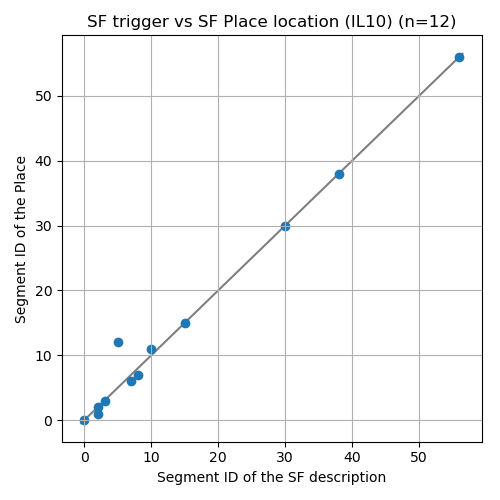 SF trigger vs SF Place location (IL10) (n=12)
Segment ID of the Place
50
40
30
20
10
0
0 10 20 30 40 50
Segment ID of the SF description